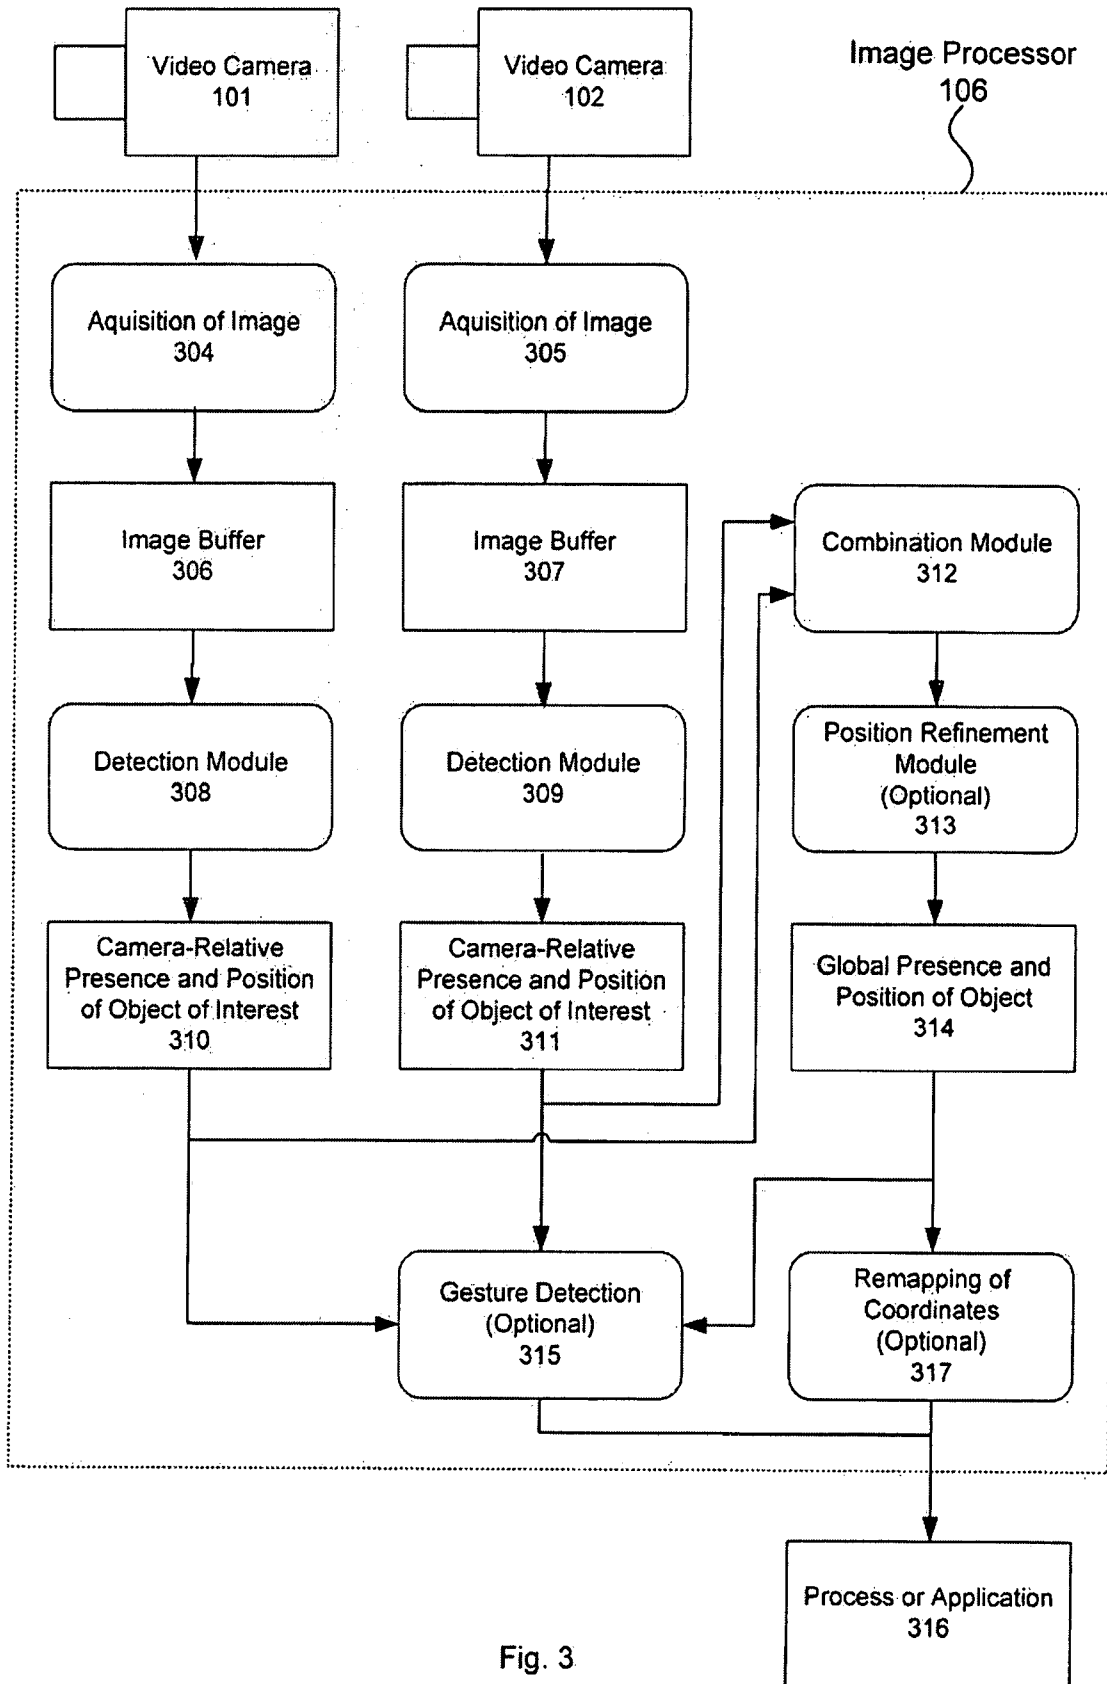 Video Camera
101
Video Camera
102
Image Processor
106
Aquisition of Image
304
Aquisition of Image
305
Image Buffer
306
Image Buffer
307
Combination Module
312
Detection Module
308
Detection Module
309
Position Refinement
Module
(Optional)
313
Camera-Relative
Presence and Position
of Object of Interest
310
Camera-Relative
Presence and Position
of Object of Interest
311
Global Presence and
Position of Object
314
Gesture Detection
(Optional)
315
Remapping of
Coordinates
(Optional)
317
Process or Application
316
Fig. 3